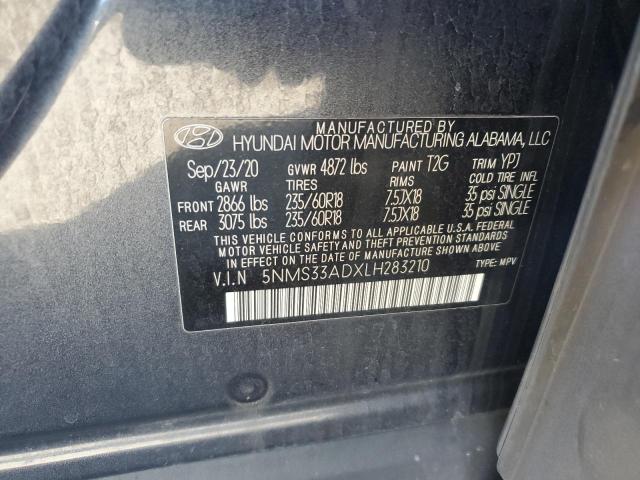 MANUFACTURED BY
HYUNDAI MOTOR MANUFACTURING ALABAMA, LLC
Sep/23/20 GVWR 4872 lbs PAINT T2G TRIM YPJ
GAWR TIRES RIMS COLD TIRE INFL
FRONT 2866 lbs 235/60R18 7.5JX18 35 psi SINGLE
REAR 3075 lbs 235/60R18 7.5JX18 35 psi SINGLE
THIS VEHICLE CONFORMS TO ALL APPLICABLE U.S.A. FEDERAL
MOTOR VEHICLE SAFETY AND THEFT PREVENTION STANDARDS
IN EFFECT ON THE DATE OF MANUFACTURE SHOWN ABOVE.
V.I.N 5NMS33ADXLH283210 TYPE: MPV